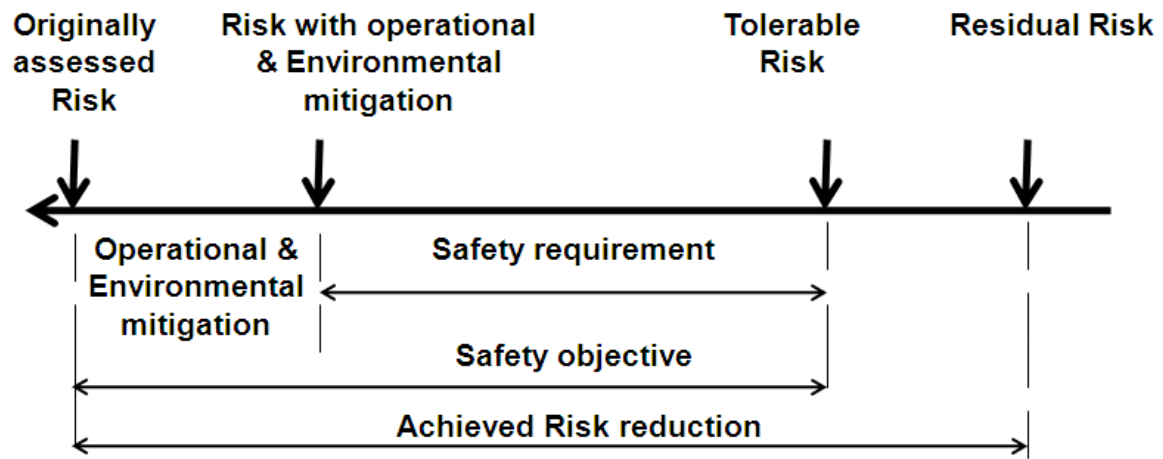 Originally
assessed
Risk
Risk with operational
& Environmental
mitigation
Tolerable
Risk
Residual Risk
Operational &
Environmental
mitigation
Safety requirement
Safety objective
Achieved Risk reduction